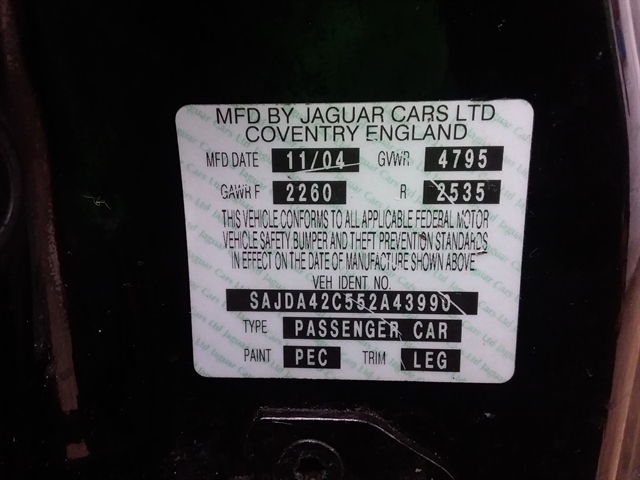 MFD BY JAGUAR CARS LTD
COVENTRY ENGLAND
MFD DATE 11/04 GVWR 4795
GAWR F 2260 R 2535
THIS VEHICLE CONFORMS TO ALL APPLICABLE FEDERAL MOTOR
VEHICLE SAFETY BUMPER AND THEFT PREVENTION STANDARDS
IN EFFECT ON THE DATE OF MANUFACTURE SHOWN ABOVE
VEH IDENT NO.
SAJDA42C552A43990
TYPE PASSENGER CAR
PAINT PEC TRIM LEG